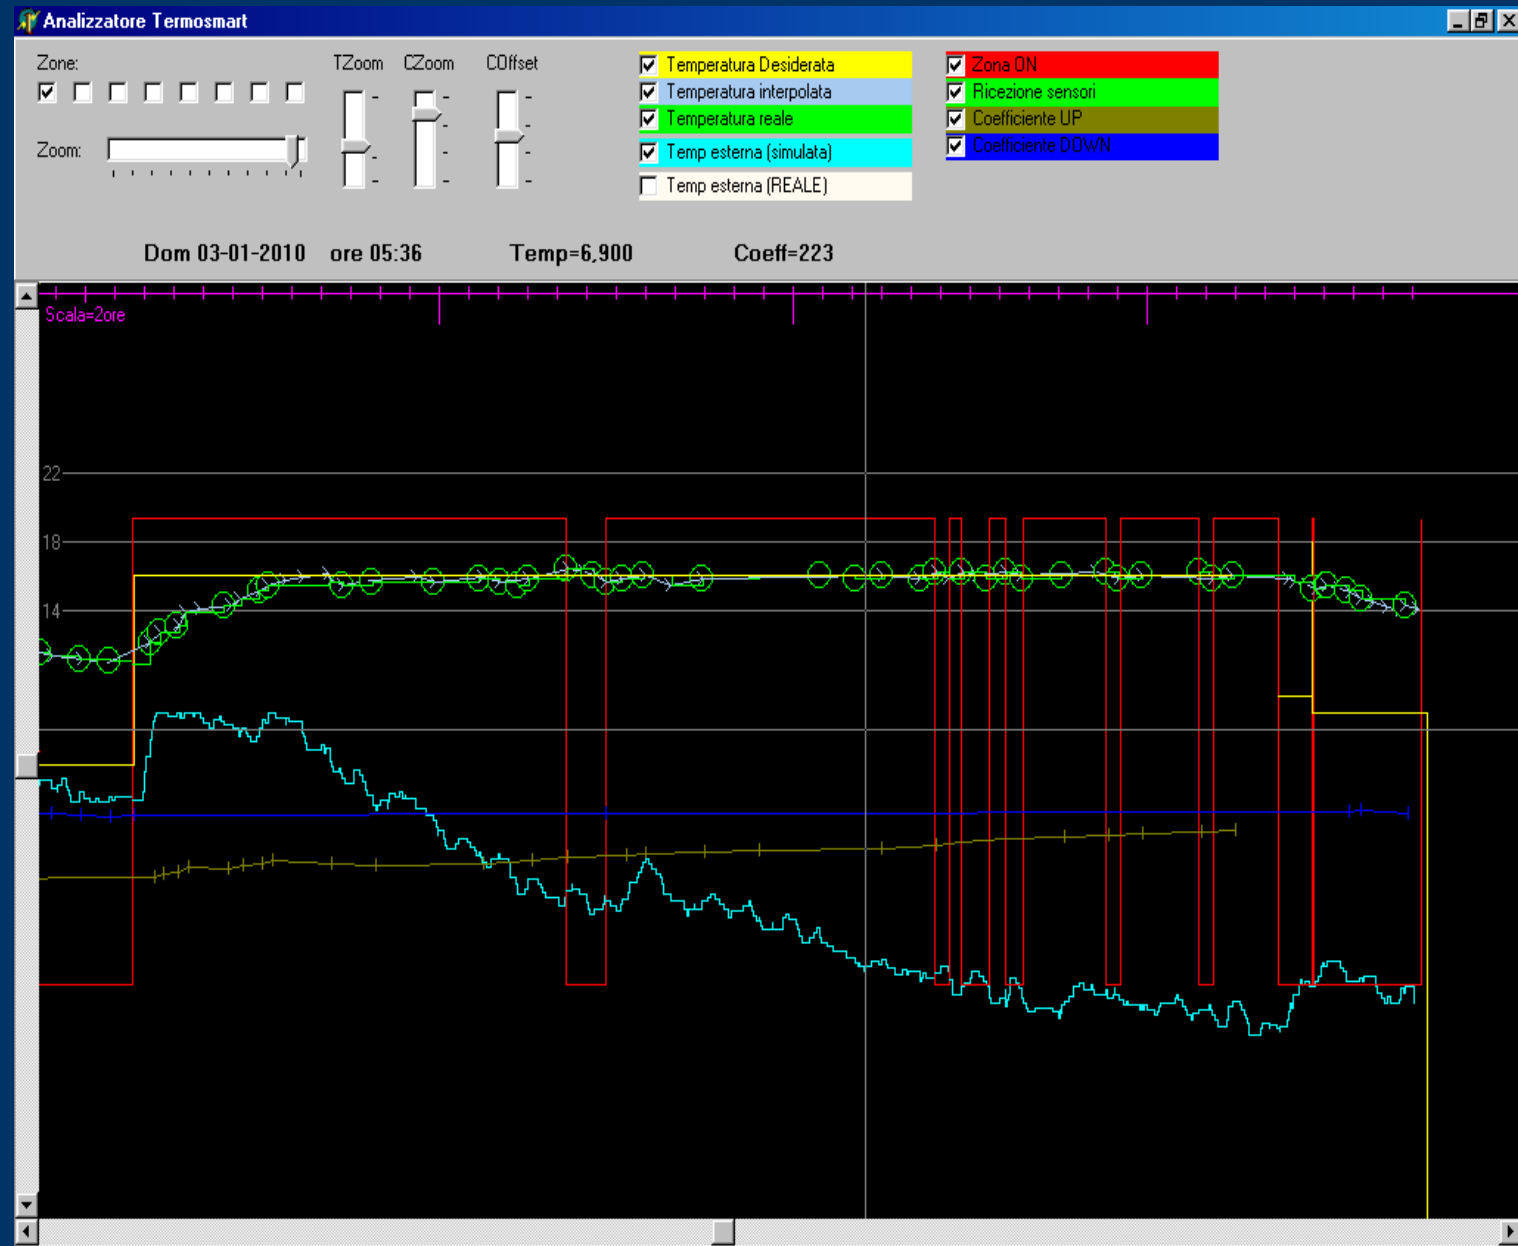 Analizzatore Termosmart
Zone:
TZoom CZoom COffset
Zoom:
Temperatura Desiderata
Temperatura interpolata
Temperatura reale
Temp esterna (simulata)
Temp esterna (REALE)
Zona ON
Ricezione sensori
Coefficiente UP
Coefficiente DOWN
Dom 03-01-2010 ore 05:36 Temp=6,900 Coeff=223
Scala=2ore
22
18
14